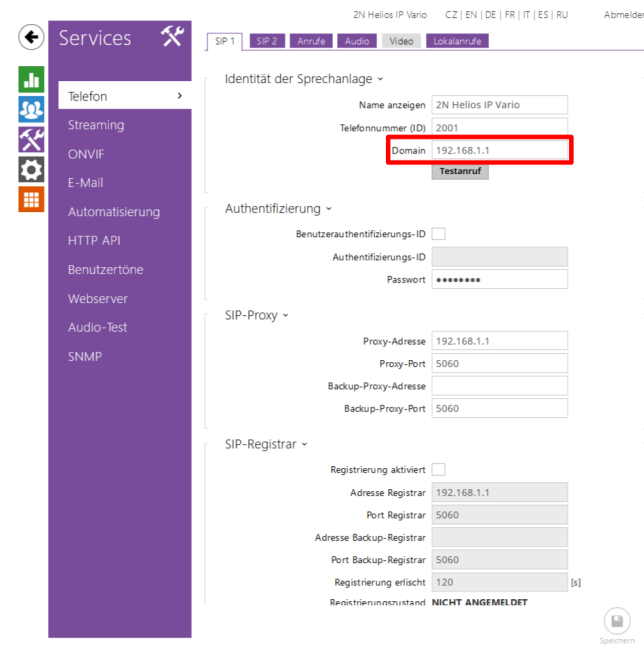 2N Helios IP Vario CZ | EN | DE | FR | IT | ES | RU Abmelden
Services
SIP 1 SIP 2 Anrufe Audio Video Lokalanrufe
Telefon
Streaming
ONVIF
E-Mail
Automatisierung
HTTP API
Benutzertöne
Webserver
Audio-Test
SNMP
Identität der Sprechanlage
Name anzeigen 2N Helios IP Vario
Telefonnummer (ID) 2001
Domain 192.168.1.1
Testanruf
Authentifizierung
Benutzerauthentifizierungs-ID
Authentifizierungs-ID
Passwort ••••••••
SIP-Proxy
Proxy-Adresse 192.168.1.1
Proxy-Port 5060
Backup-Proxy-Adresse
Backup-Proxy-Port 5060
SIP-Registrar
Registrierung aktiviert
Adresse Registrar 192.168.1.1
Port Registrar 5060
Adresse Backup-Registrar
Port Backup-Registrar 5060
Registrierung erlischt 120 [s]
Registrierungszustand NICHT ANGEMELDET
Speichern